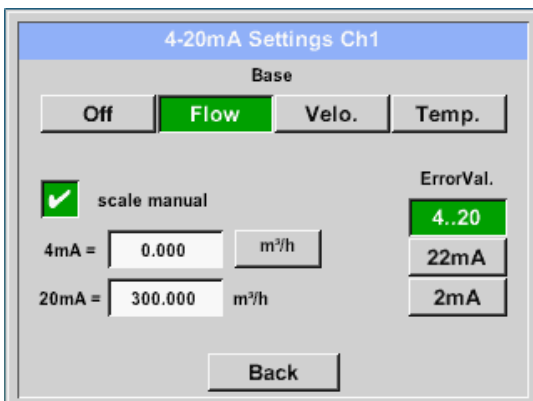 4-20mA Settings Ch1
Base
Off Flow Velo. Temp.
ErrorVal.
✔ scale manual
4..20
4mA = 0.000 m³/h
22mA
20mA = 300.000 m³/h
2mA
Back